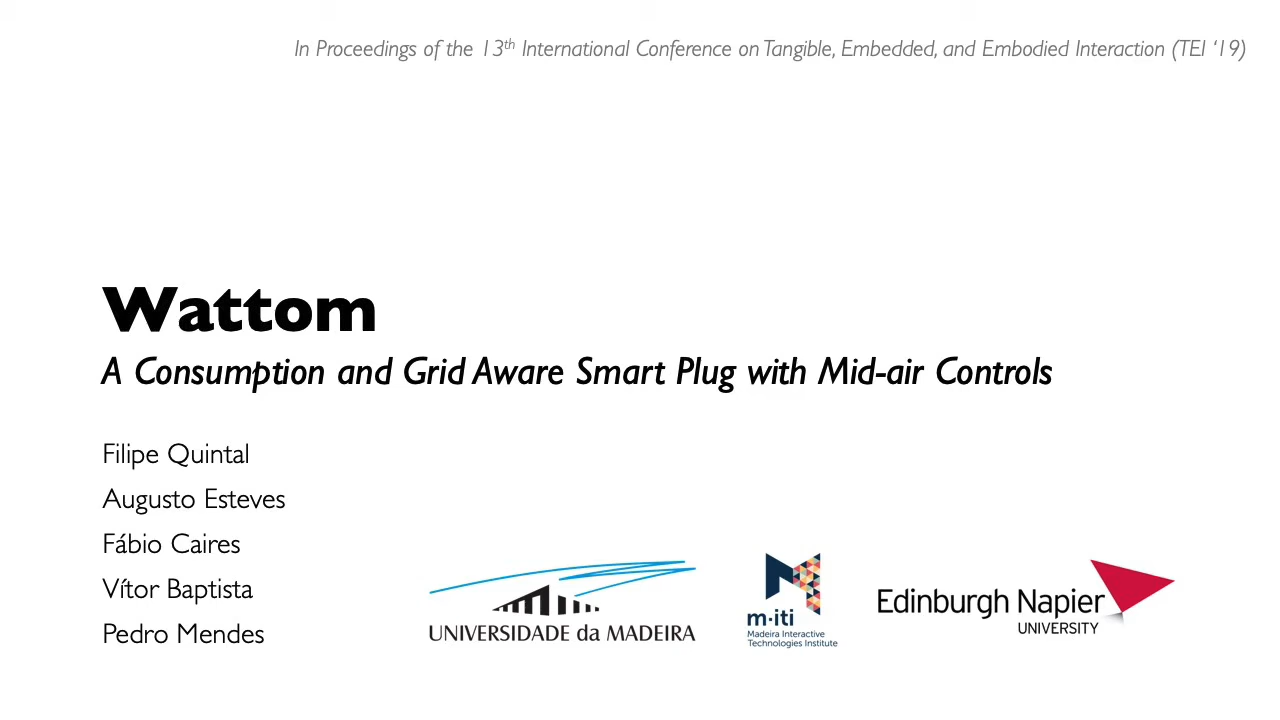 In Proceedings of the 13th International Conference on Tangible, Embedded, and Embodied Interaction (TEI ‘19)
Wattom
A Consumption and Grid Aware Smart Plug with Mid-air Controls
Filipe Quintal
Augusto Esteves
Fábio Caires
Vítor Baptista
Pedro Mendes
UNIVERSIDADE da MADEIRA
m·iti
Madeira Interactive
Technologies Institute
Edinburgh Napier
UNIVERSITY